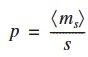 p = ⟨m_s⟩ / s